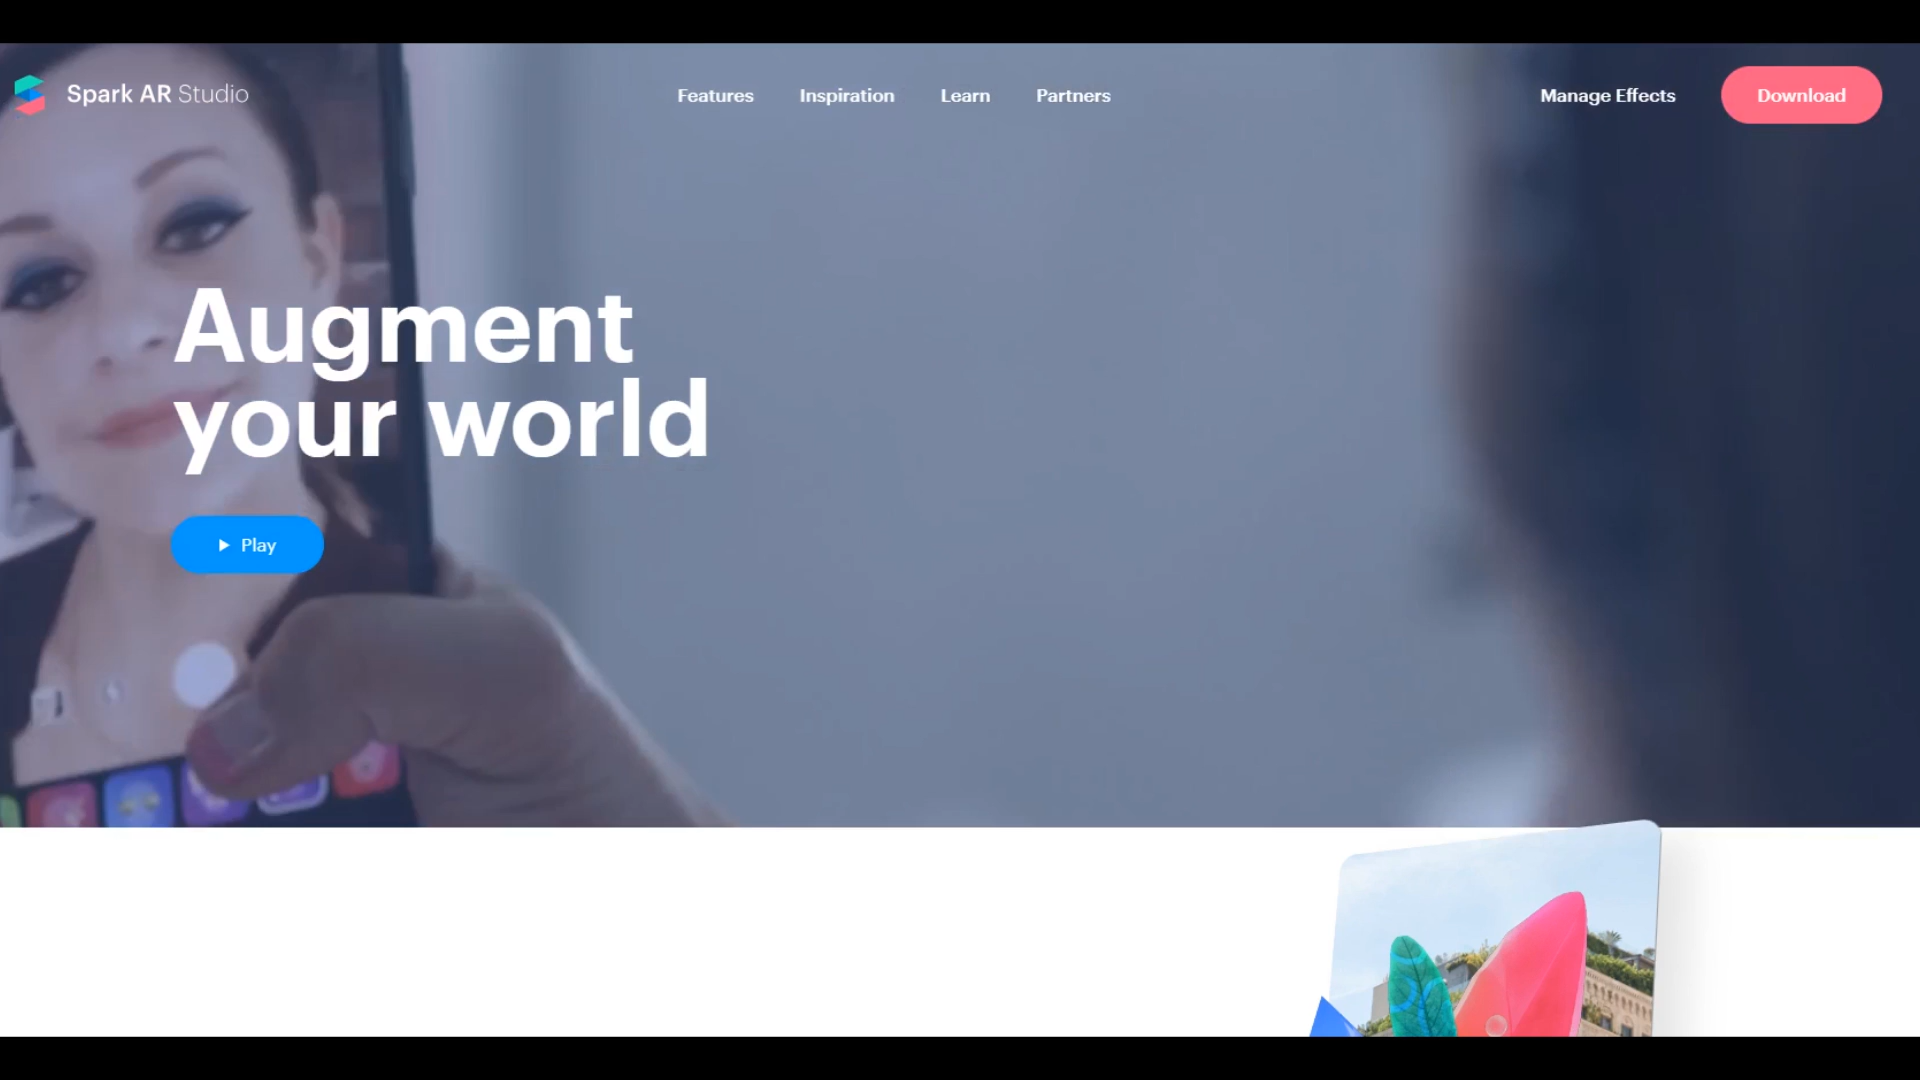 Spark AR Studio
Features
Inspiration
Learn
Partners
Manage Effects
Download
Augment
your world
Play